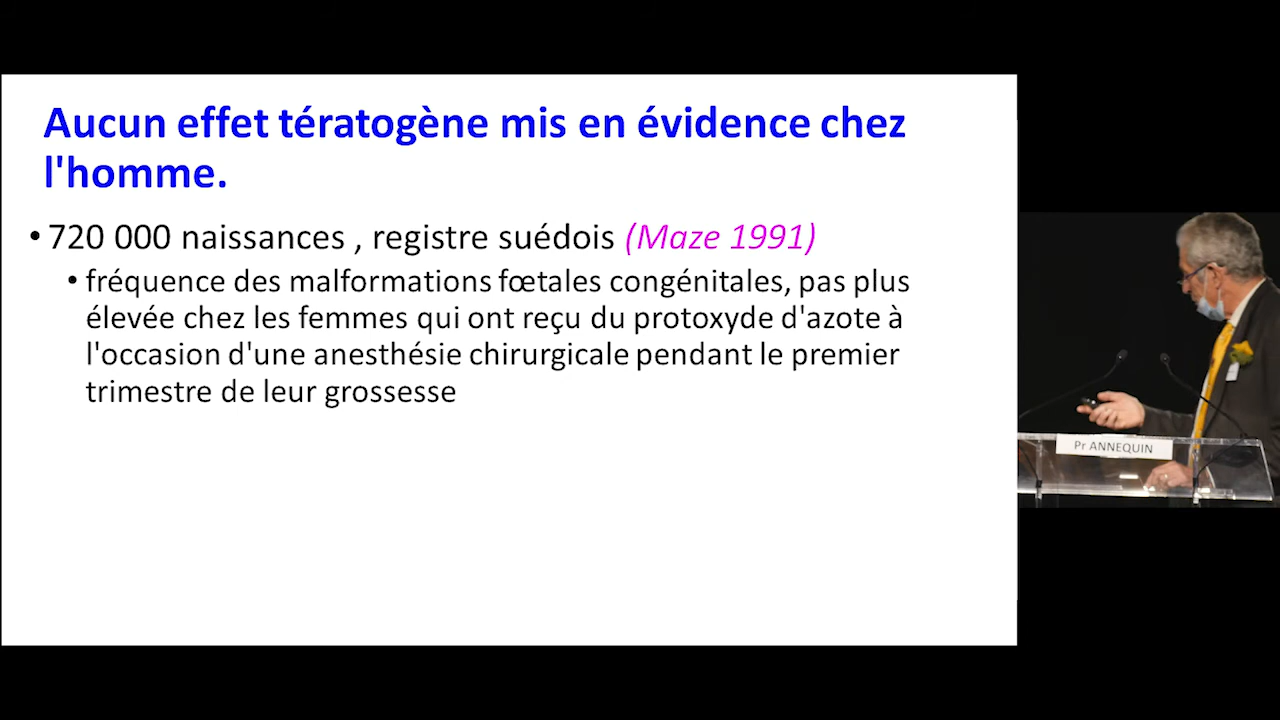 Aucun effet tératogène mis en évidence chez
l'homme.
• 720 000 naissances , registre suédois (Maze 1991)
• fréquence des malformations fœtales congénitales, pas plus
élevée chez les femmes qui ont reçu du protoxyde d'azote à
l'occasion d'une anesthésie chirurgicale pendant le premier
trimestre de leur grossesse
Pr ANNEQUIN